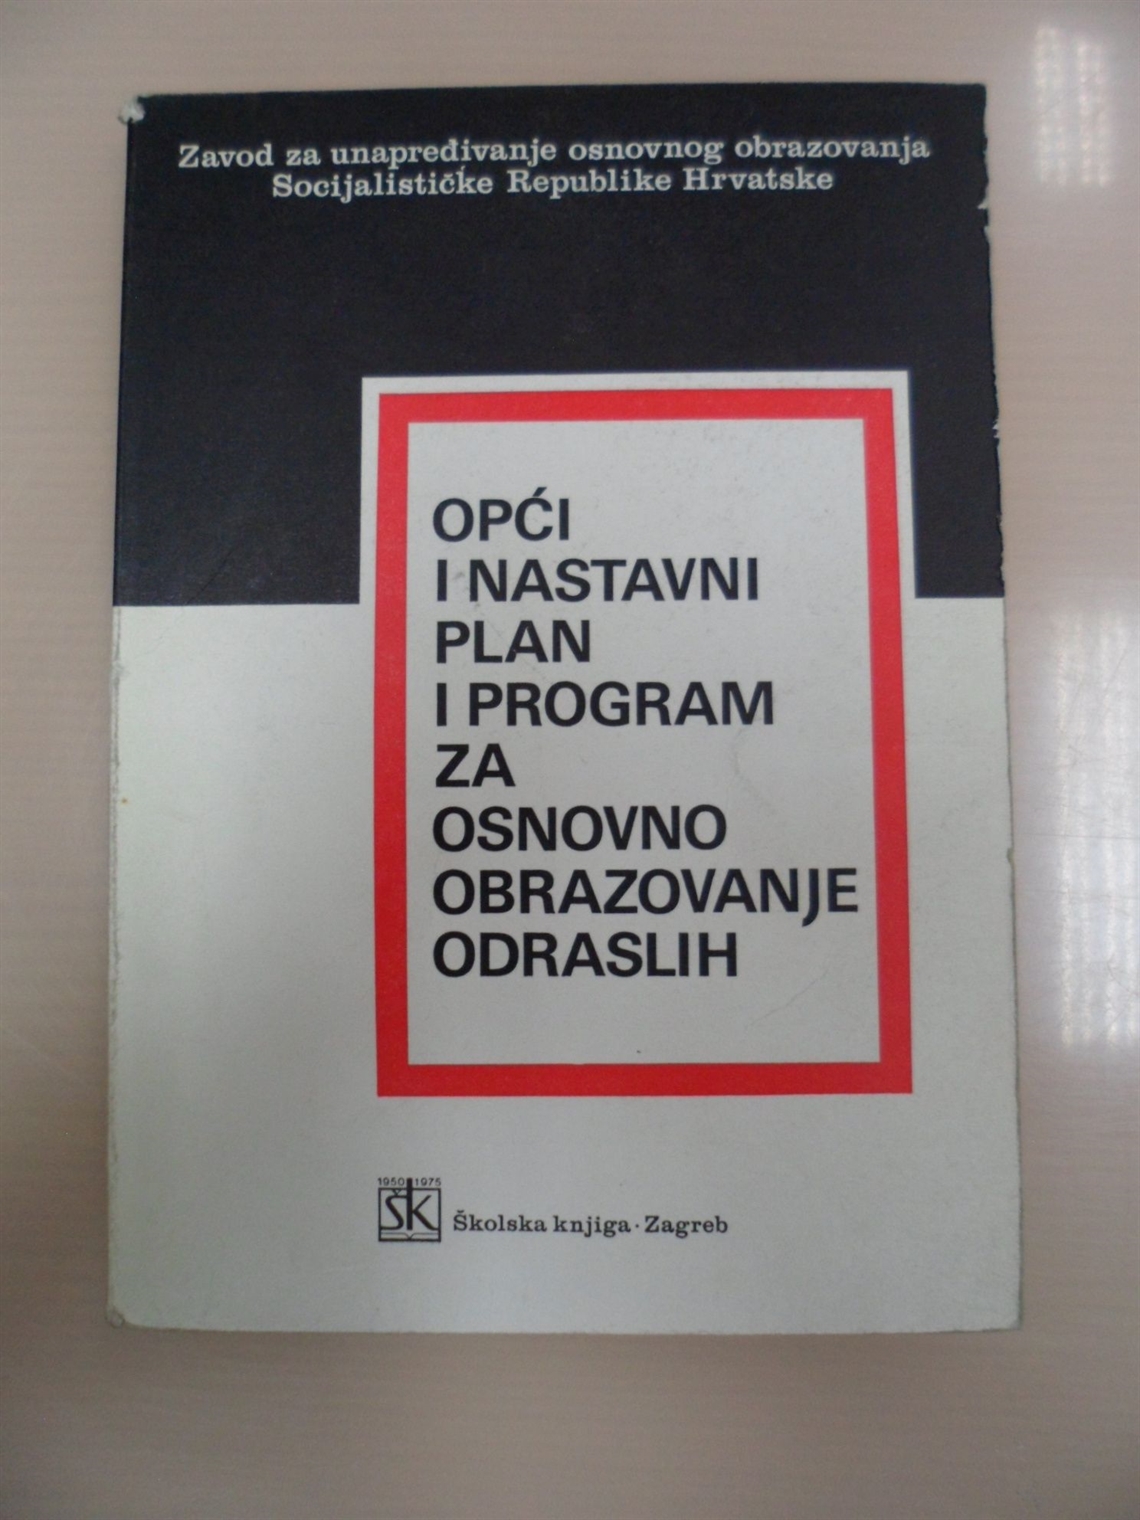 Zavod za unapređivanje osnovnog obrazovanja
Socijalističke Republike Hrvatske
OPĆI
I NASTAVNI
PLAN
I PROGRAM
ZA
OSNOVNO
OBRAZOVANJE
ODRASLIH
1950 1975
ŠK
Školska knjiga · Zagreb